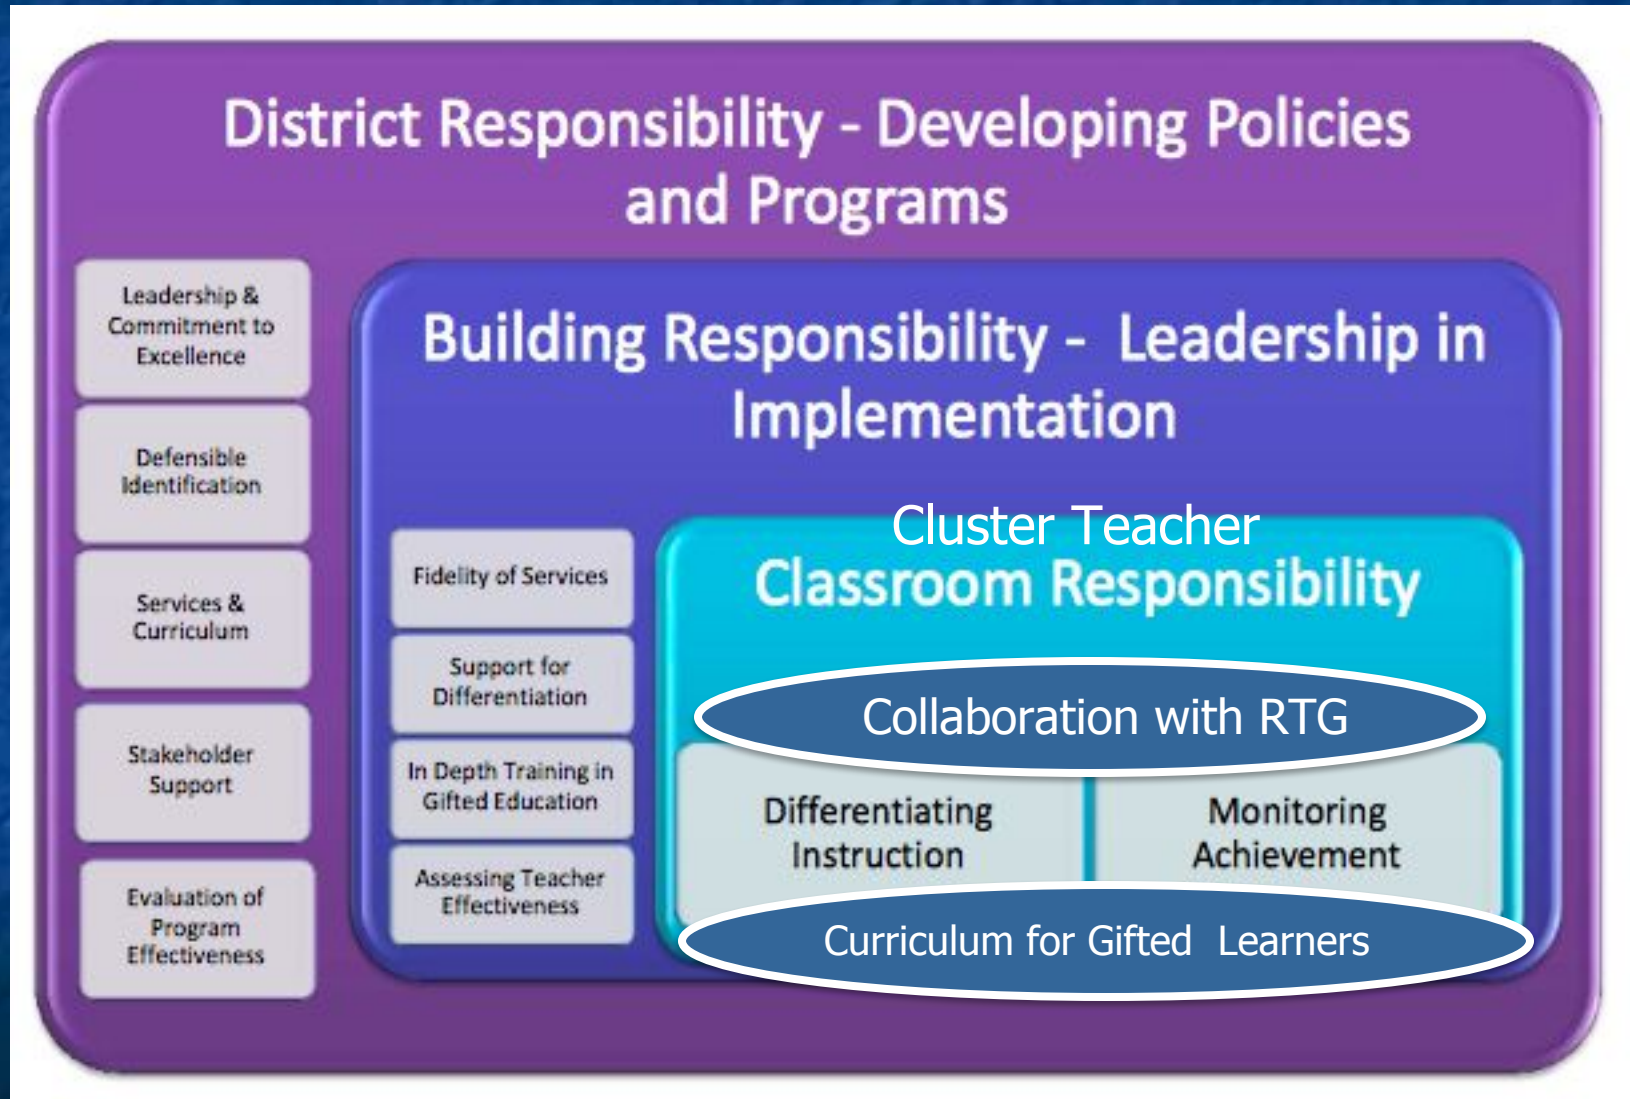 District Responsibility - Developing Policies
and Programs
Leadership &
Commitment to
Excellence
Defensible
Identification
Services &
Curriculum
Stakeholder
Support
Evaluation of
Program
Effectiveness
Building Responsibility - Leadership in
Implementation
Fidelity of Services
Support for
Differentiation
In Depth Training in
Gifted Education
Assessing Teacher
Effectiveness
Cluster Teacher
Classroom Responsibility
Collaboration with RTG
Differentiating
Instruction
Monitoring
Achievement
Curriculum for Gifted Learners